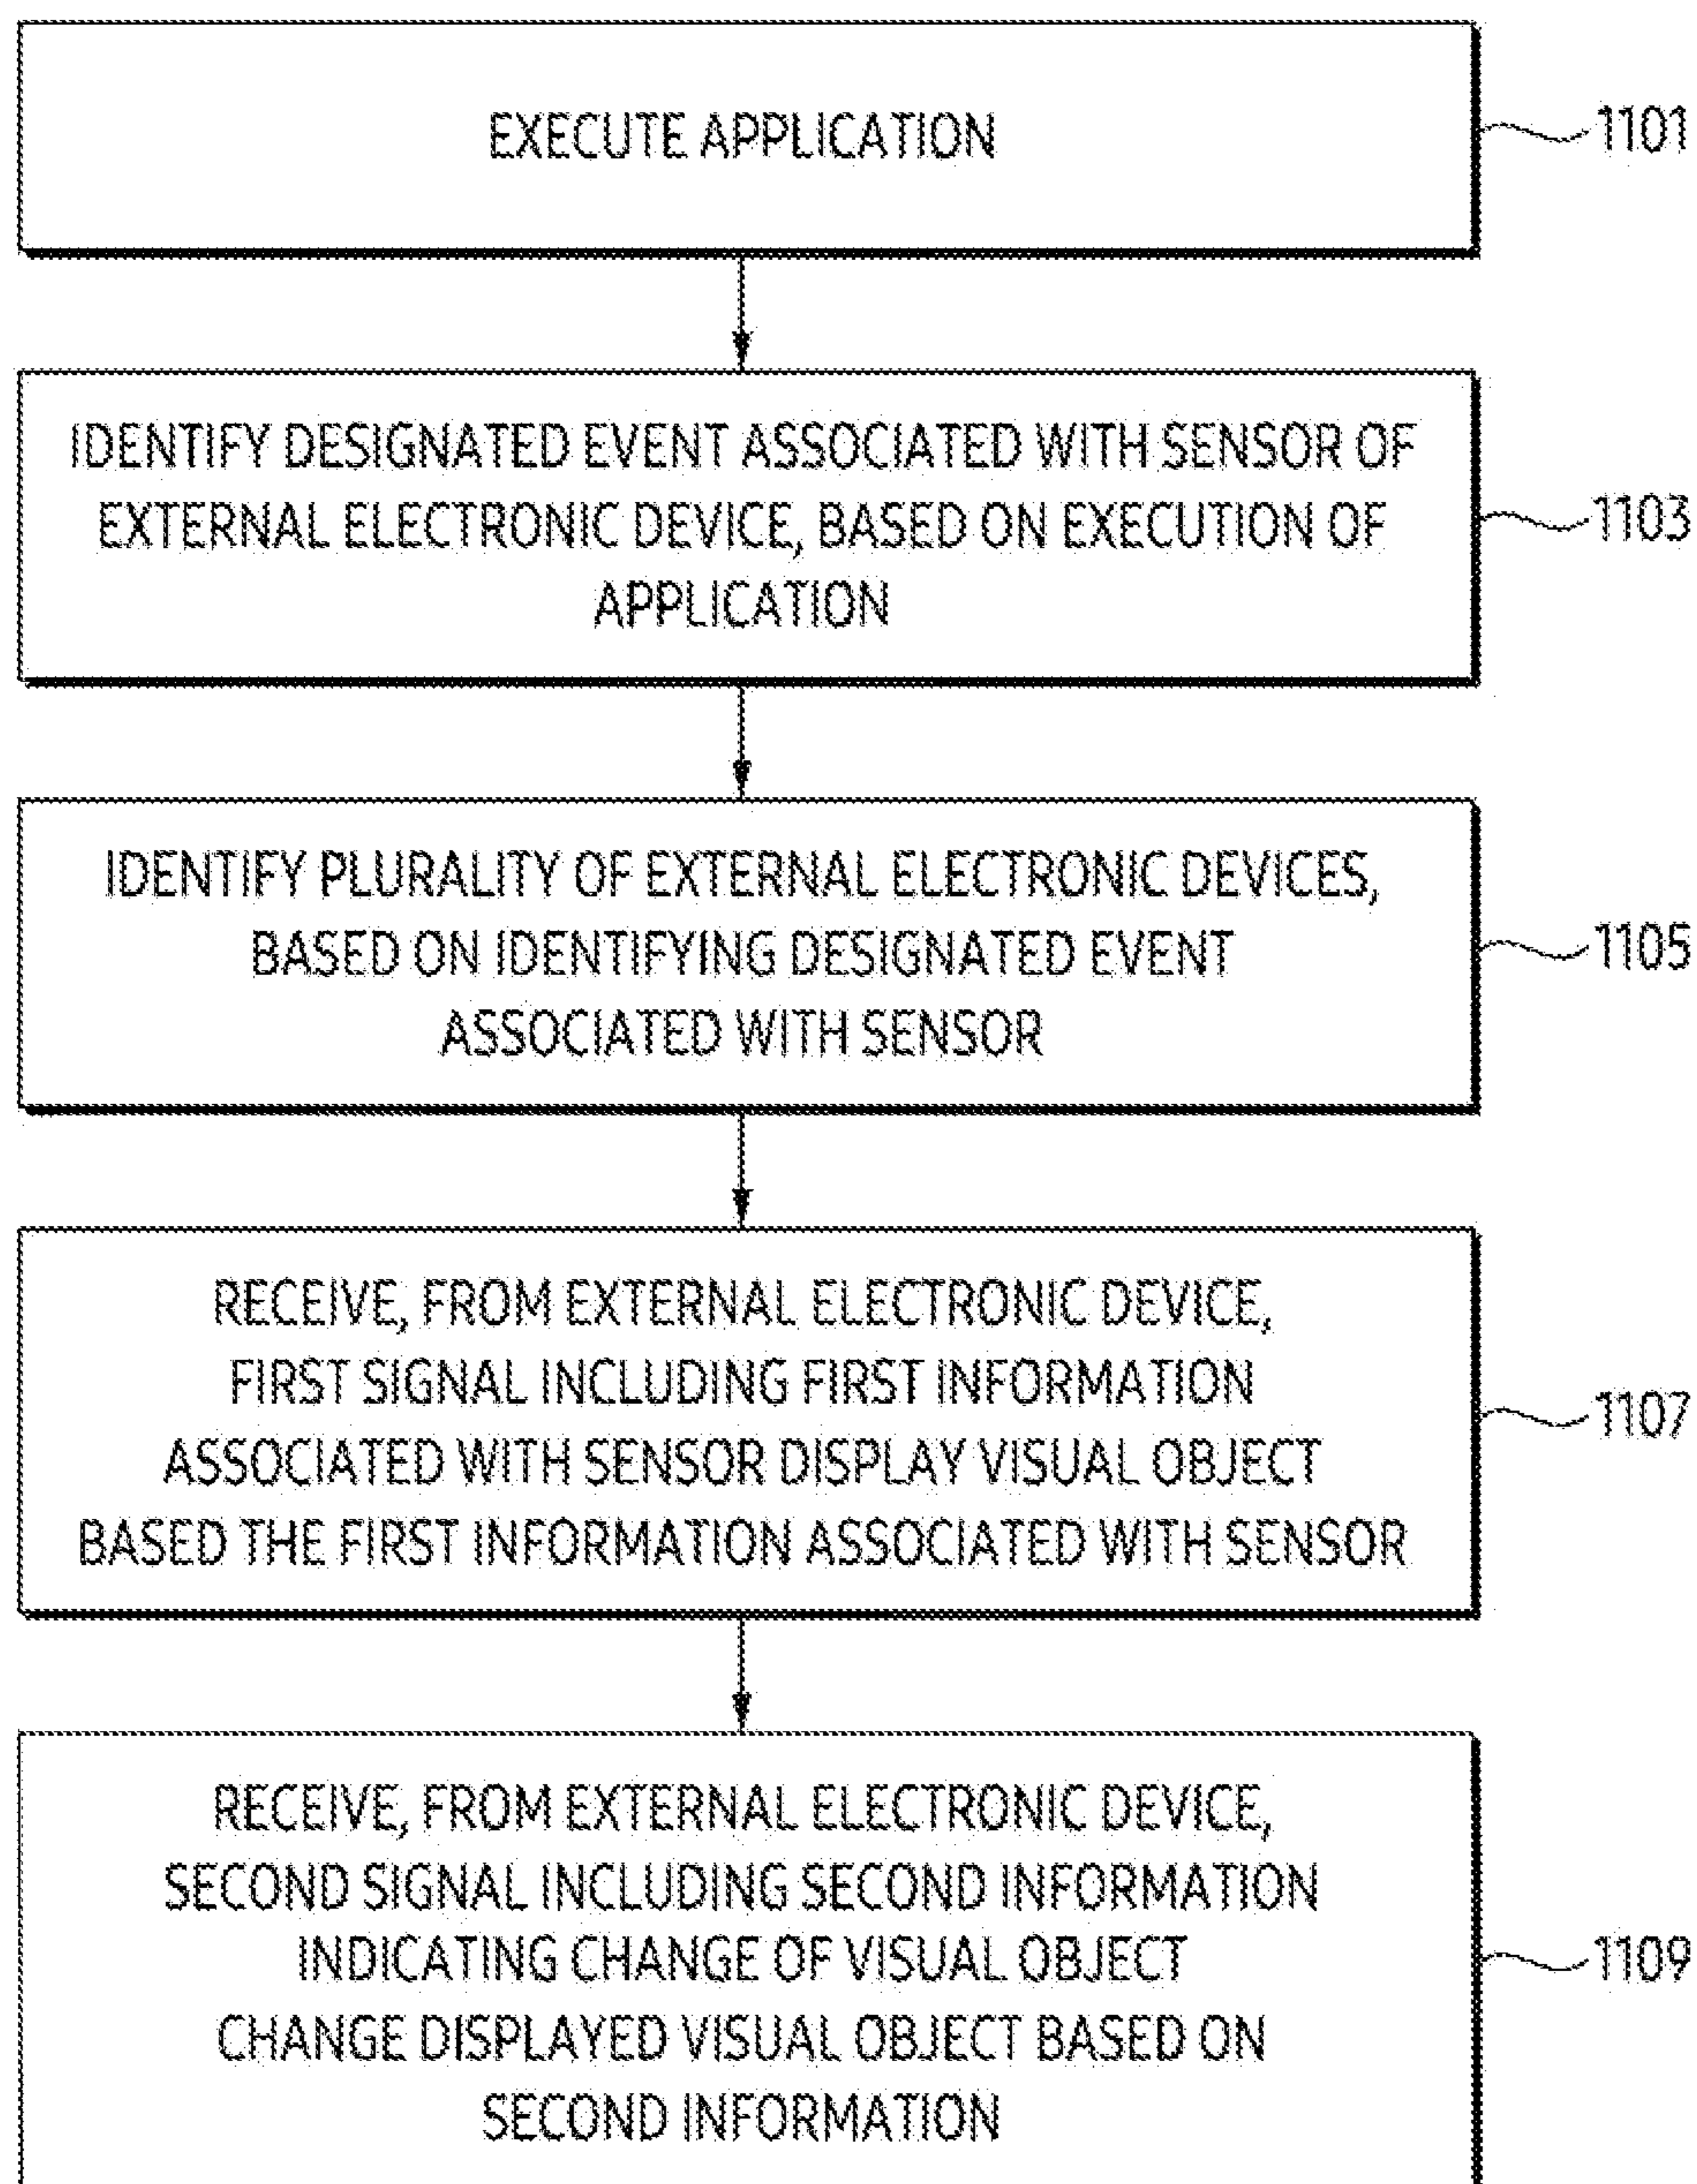 EXECUTE APPLICATION
1101
IDENTIFY DESIGNATED EVENT ASSOCIATED WITH SENSOR OF
EXTERNAL ELECTRONIC DEVICE, BASED ON EXECUTION OF
APPLICATION
1103
IDENTIFY PLURALITY OF EXTERNAL ELECTRONIC DEVICES,
BASED ON IDENTIFYING DESIGNATED EVENT
ASSOCIATED WITH SENSOR
1105
RECEIVE, FROM EXTERNAL ELECTRONIC DEVICE,
FIRST SIGNAL INCLUDING FIRST INFORMATION
ASSOCIATED WITH SENSOR DISPLAY VISUAL OBJECT
BASED THE FIRST INFORMATION ASSOCIATED WITH SENSOR
1107
RECEIVE, FROM EXTERNAL ELECTRONIC DEVICE,
SECOND SIGNAL INCLUDING SECOND INFORMATION
INDICATING CHANGE OF VISUAL OBJECT
CHANGE DISPLAYED VISUAL OBJECT BASED ON
SECOND INFORMATION
1109